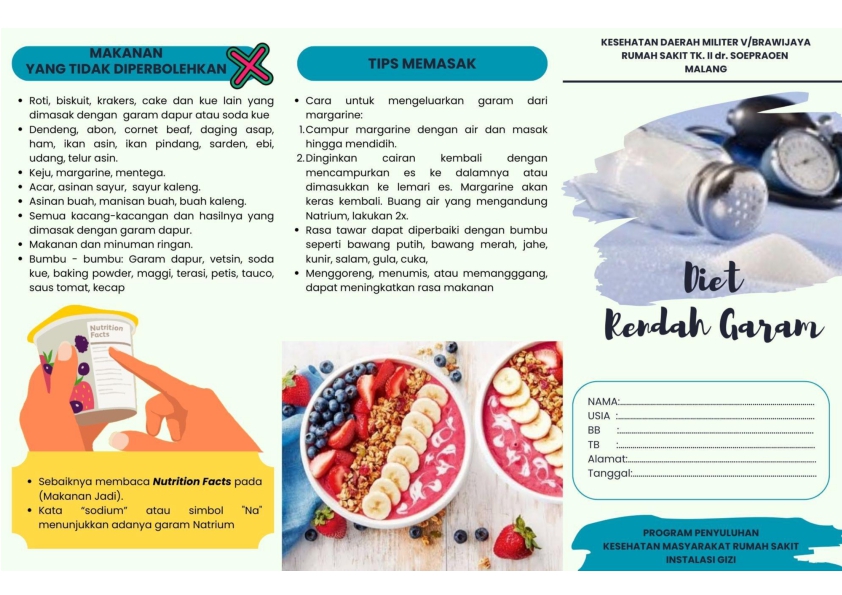 MAKANAN
YANG TIDAK DIPERBOLEHKAN
• Roti, biskuit, krakers, cake dan kue lain yang
dimasak dengan garam dapur atau soda kue
• Dendeng, abon, cornet beaf, daging asap,
ham, ikan asin, ikan pindang, sarden, ebi,
udang, telur asin.
• Keju, margarine, mentega.
• Acar, asinan sayur, sayur kaleng.
• Asinan buah, manisan buah, buah kaleng.
• Semua kacang-kacangan dan hasilnya yang
dimasak dengan garam dapur.
• Makanan dan minuman ringan.
• Bumbu - bumbu: Garam dapur, vetsin, soda
kue, baking powder, maggi, terasi, petis, tauco,
saus tomat, kecap
Nutrition
Facts
• Sebaiknya membaca Nutrition Facts pada
(Makanan Jadi).
• Kata “sodium” atau simbol "Na"
menunjukkan adanya garam Natrium
TIPS MEMASAK
• Cara untuk mengeluarkan garam dari
margarine:
1.Campur margarine dengan air dan masak
hingga mendidih.
2.Dinginkan cairan kembali dengan
mencampurkan es ke dalamnya atau
dimasukkan ke lemari es. Margarine akan
keras kembali. Buang air yang mengandung
Natrium, lakukan 2x.
• Rasa tawar dapat diperbaiki dengan bumbu
seperti bawang putih, bawang merah, jahe,
kunir, salam, gula, cuka,
• Menggoreng, menumis, atau memangggang,
dapat meningkatkan rasa makanan
KESEHATAN DAERAH MILITER V/BRAWIJAYA
RUMAH SAKIT TK. II dr. SOEPRAOEN
MALANG
Diet
Rendah Garam
NAMA:
USIA :
BB :
TB :
Alamat:
Tanggal:
PROGRAM PENYULUHAN
KESEHATAN MASYARAKAT RUMAH SAKIT
INSTALASI GIZI